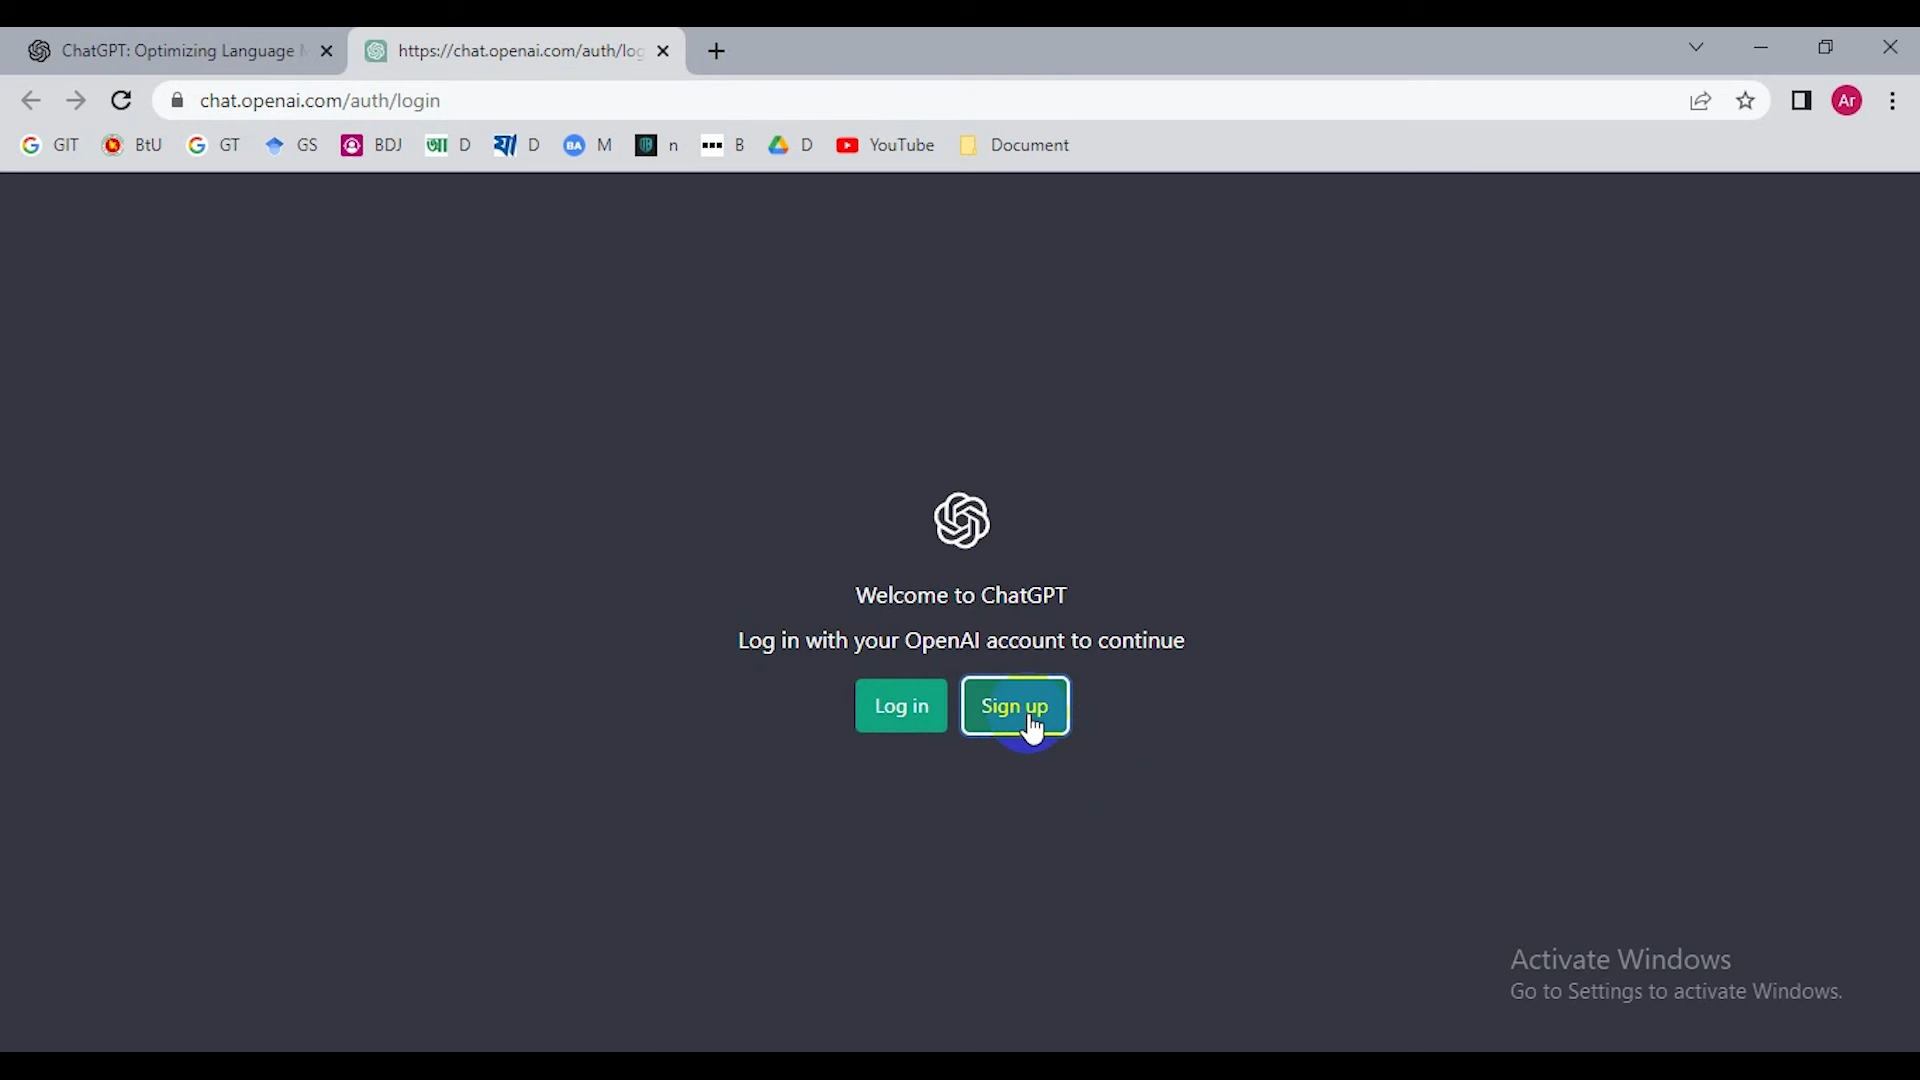 ChatGPT: Optimizing Language
https://chat.openai.com/auth/log
chat.openai.com/auth/login
Ar
GIT BtU GT GS BDJ আ D যা D BA M n B D YouTube Document
Welcome to ChatGPT
Log in with your OpenAI account to continue
Log in Sign up
Activate Windows
Go to Settings to activate Windows.